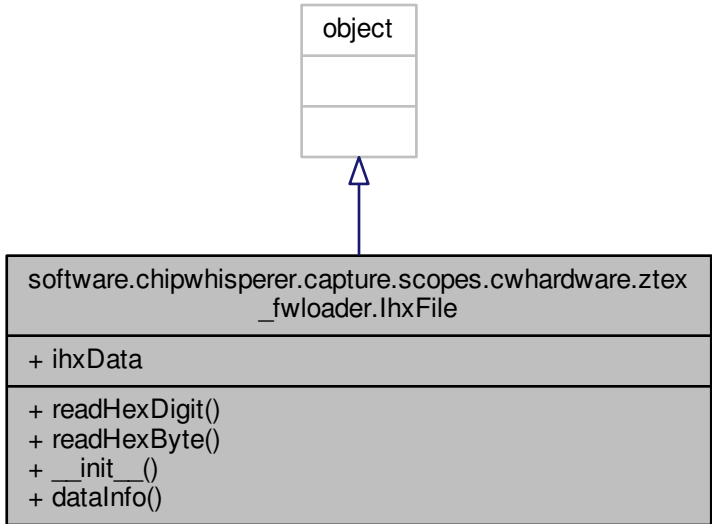 object
software.chipwhisperer.capture.scopes.cwhardware.ztex
_fwloader.IhxFile
+ ihxData
+ readHexDigit()
+ readHexByte()
+ __init__()
+ dataInfo()